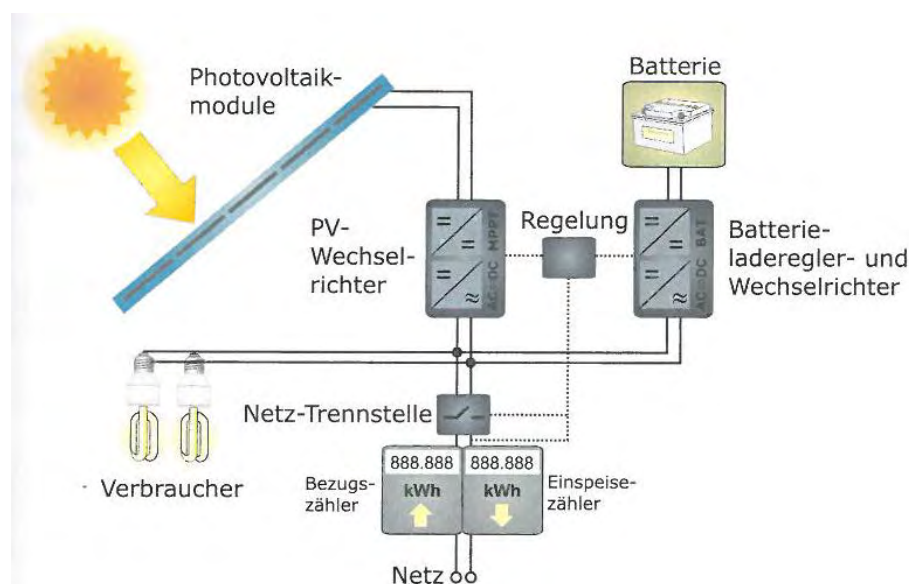 Photovoltaik-
module
Batterie
PV-
Wechsel-
richter
MPPT
AC DC
Regelung
BAT
AC DC
Batterie-
laderegler- und
Wechselrichter
Netz-Trennstelle
Verbraucher
Bezugs-
zähler
888.888
kWh
888.888
kWh
Einspeise-
zähler
Netz